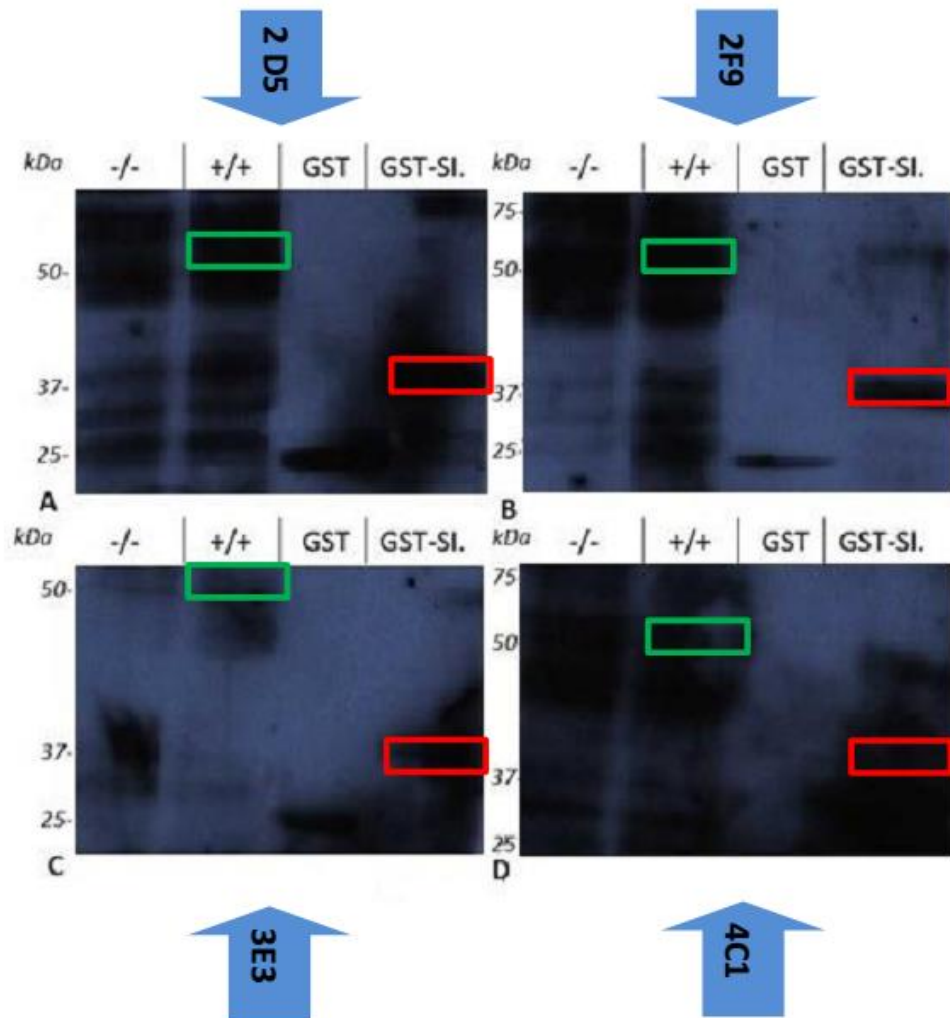 2 D5
2F9
kDa -/- +/+ GST GST-SI.
50-
37-
25-
A
kDa -/- +/+ GST GST-SI.
75-
50-
37-
25-
B
kDa -/- +/+ GST GST-SI.
50-
37-
25-
C
kDa -/- +/+ GST GST-SI.
75-
50-
37-
25-
D
3E3
4C1